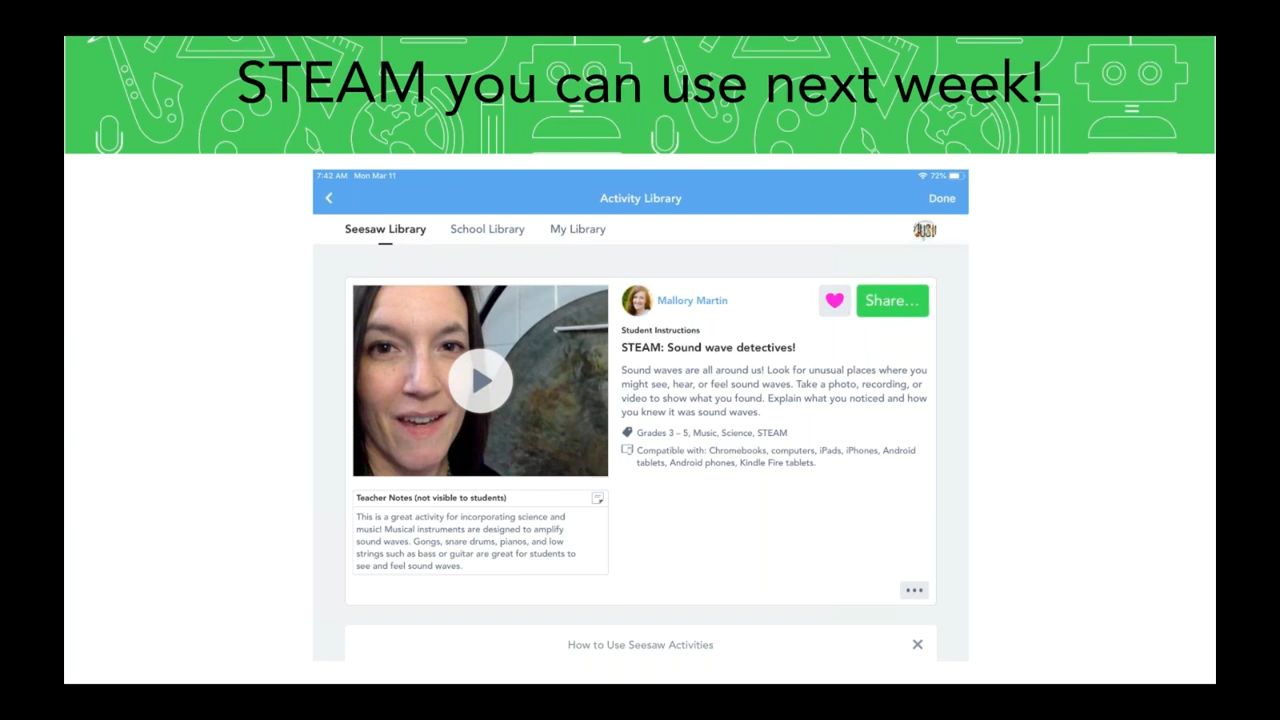 STEAM you can use next week!
7:42 AM Mon Mar 11
72%
Activity Library
Done
Seesaw Library
School Library
My Library
Mallory Martin
Share...
Student Instructions
STEAM: Sound wave detectives!
Sound waves are all around us! Look for unusual places where you
might see, hear, or feel sound waves. Take a photo, recording, or
video to show what you found. Explain what you noticed and how
you knew it was sound waves.
Grades 3 – 5, Music, Science, STEAM
Compatible with: Chromebooks, computers, iPads, iPhones, Android
tablets, Android phones, Kindle Fire tablets.
Teacher Notes (not visible to students)
This is a great activity for incorporating science and
music! Musical instruments are designed to amplify
sound waves. Gongs, snare drums, pianos, and low
strings such as bass or guitar are great for students to
see and feel sound waves.
How to Use Seesaw Activities